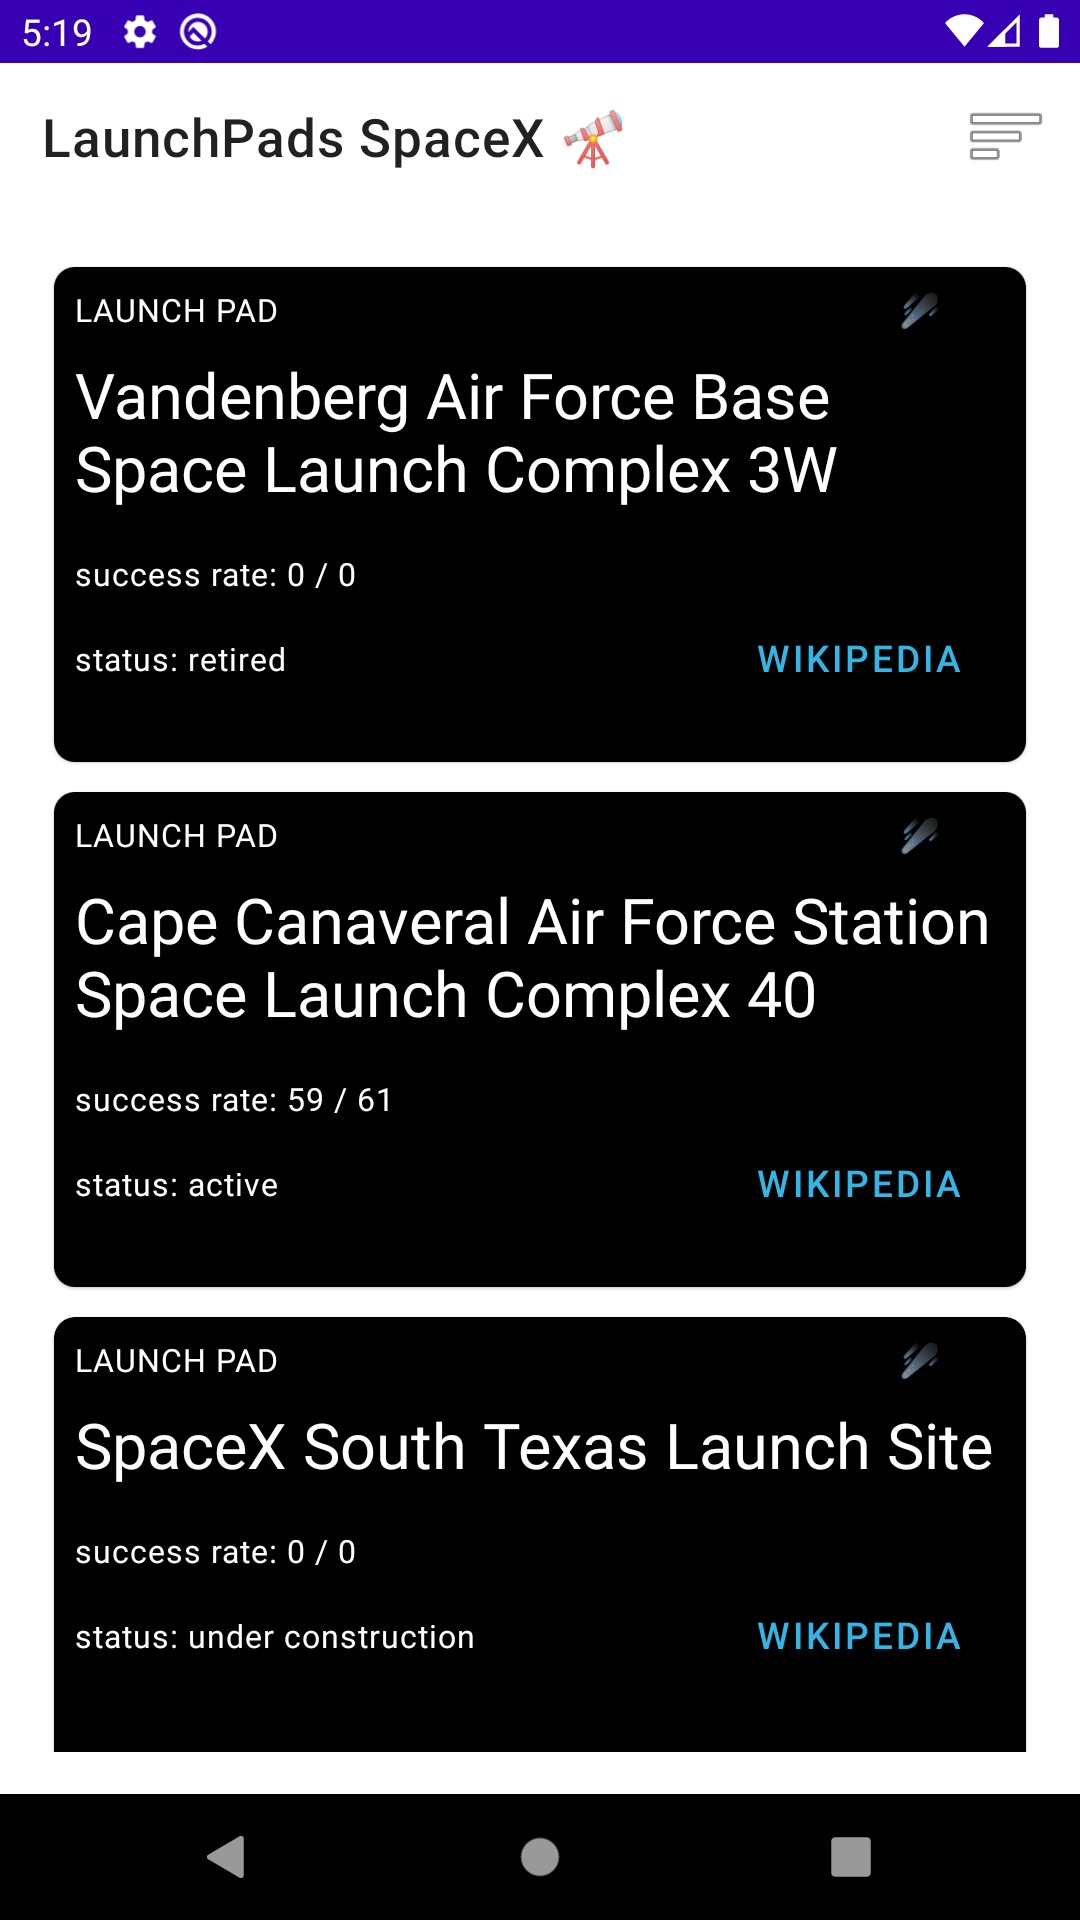 5:19
LaunchPads SpaceX 🔭
LAUNCH PAD
Vandenberg Air Force Base
Space Launch Complex 3W
success rate: 0 / 0
status: retired
WIKIPEDIA
LAUNCH PAD
Cape Canaveral Air Force Station
Space Launch Complex 40
success rate: 59 / 61
status: active
WIKIPEDIA
LAUNCH PAD
SpaceX South Texas Launch Site
success rate: 0 / 0
status: under construction
WIKIPEDIA